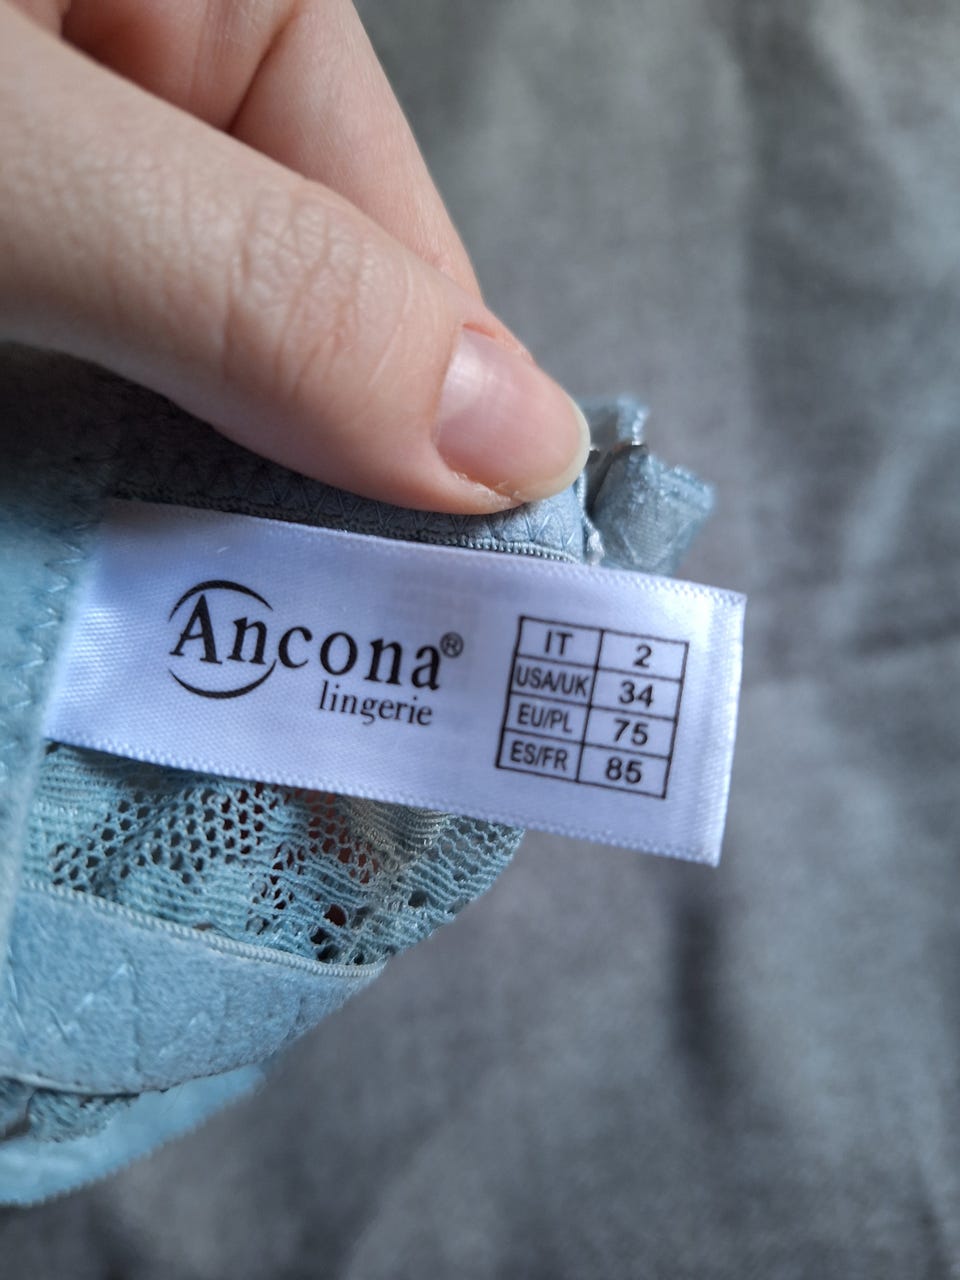 Ancona®
lingerie
IT 2
USA/UK 34
EU/PL 75
ES/FR 85